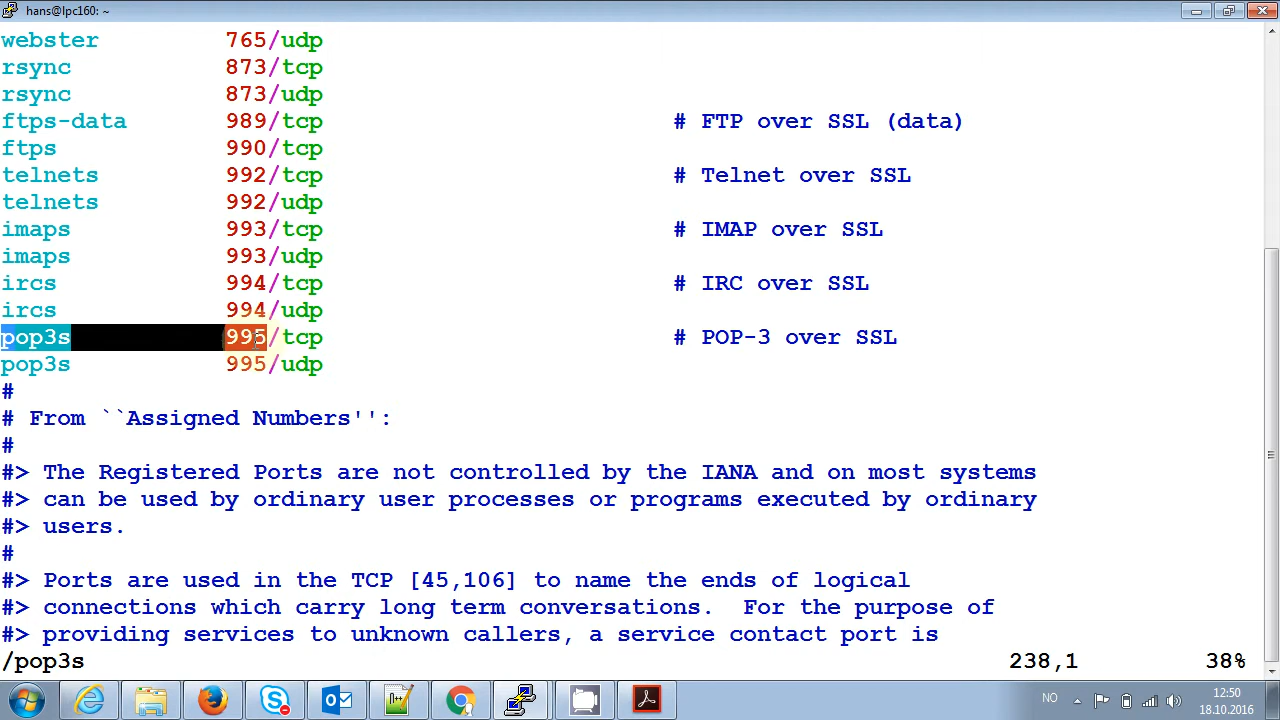 hans@lpc160: ~
webster 765/udp
rsync 873/tcp
rsync 873/udp
ftps-data 989/tcp # FTP over SSL (data)
ftps 990/tcp
telnets 992/tcp # Telnet over SSL
telnets 992/udp
imaps 993/tcp # IMAP over SSL
imaps 993/udp
ircs 994/tcp # IRC over SSL
ircs 994/udp
pop3s 995/tcp # POP-3 over SSL
pop3s 995/udp
#
# From ``Assigned Numbers'':
#
#> The Registered Ports are not controlled by the IANA and on most systems
#> can be used by ordinary user processes or programs executed by ordinary
#> users.
#
#> Ports are used in the TCP [45,106] to name the ends of logical
#> connections which carry long term conversations.  For the purpose of
#> providing services to unknown callers, a service contact port is
/pop3s 238,1 38%
NO
12:50
18.10.2016